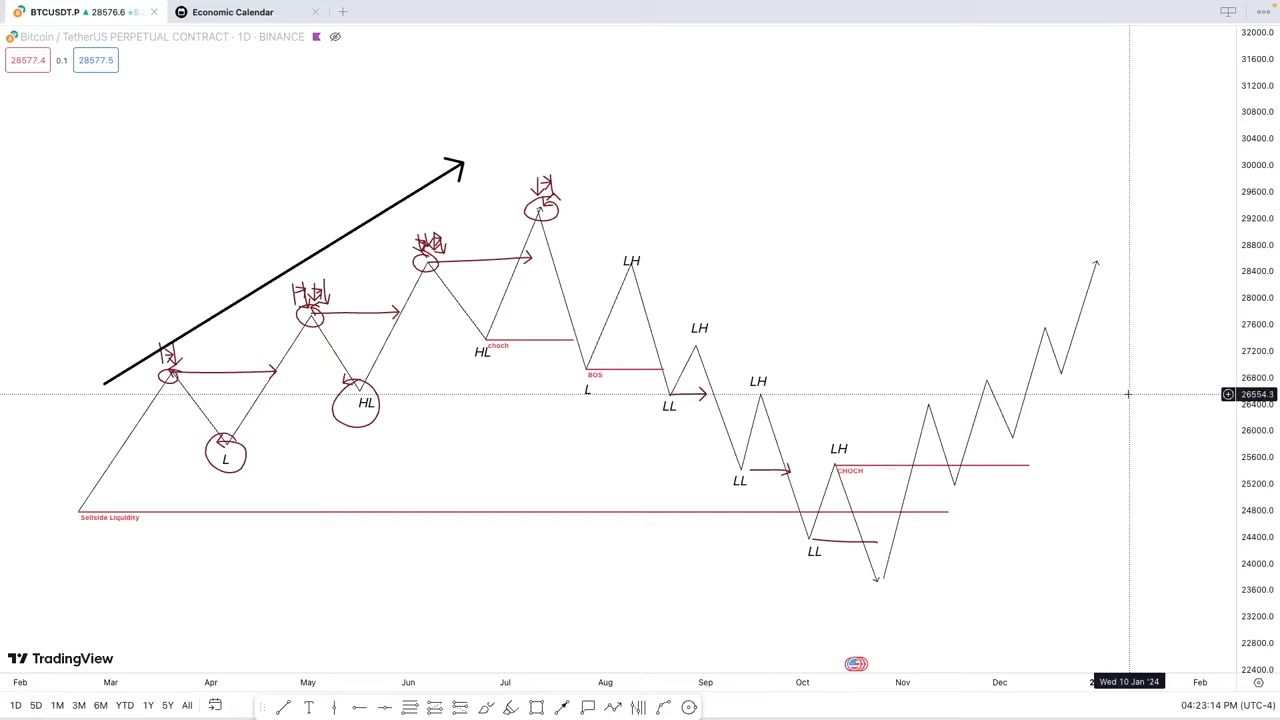 BTCUSDT.P ▲ 28576.6 +5.
Economic Calendar
Bitcoin / TetherUS PERPETUAL CONTRACT · 1D · BINANCE
28577.4
0.1
28577.5
32000.0
31600.0
31200.0
30800.0
30400.0
30000.0
29600.0
29200.0
28800.0
28400.0
28000.0
27600.0
27200.0
26800.0
26554.3
26400.0
26000.0
25600.0
25200.0
24800.0
24400.0
24000.0
23600.0
23200.0
22800.0
22400.0
LH
HL
choch
LH
BOS
L
LL
LH
HL
L
LH
CHOCH
LL
Sellside Liquidity
LL
TradingView
Feb Mar Apr May Jun Jul Aug Sep Oct Nov Dec Wed 10 Jan '24 Feb
1D 5D 1M 3M 6M YTD 1Y 5Y All
04:23:14 PM (UTC-4)